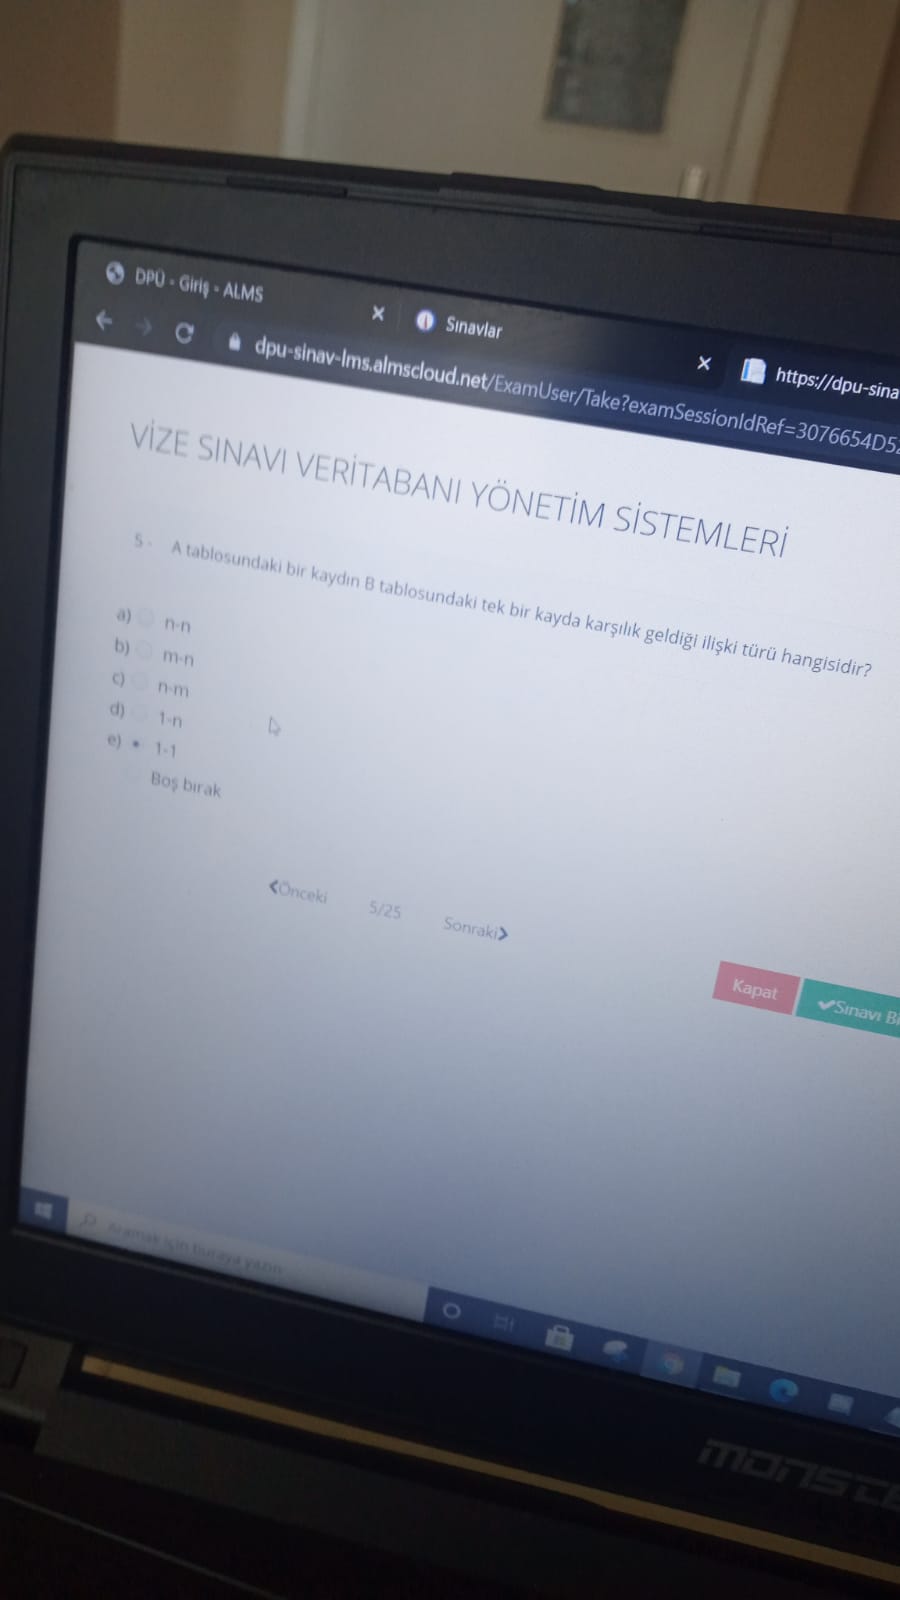 DPÜ - Giriş - ALMS
Sınavlar
https://dpu-sina
dpu-sinav-lms.almscloud.net/ExamUser/Take?examSessionIdRef=3076654D52
VİZE SINAVI VERİTABANI YÖNETİM SİSTEMLERİ
5 - A tablosundaki bir kaydın B tablosundaki tek bir kayda karşılık geldiği ilişki türü hangisidir?
a) n-n
b) m-n
c) n-m
d) 1-n
e) 1-1
Boş bırak
Önceki 5/25 Sonraki
Kapat
Sınavı Bi
Aramak için buraya yazın
MONSTE